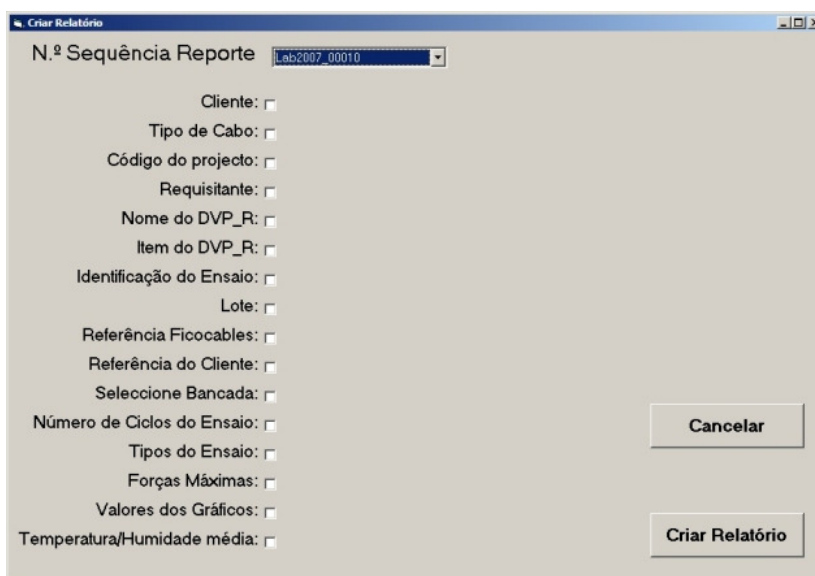 Criar Relatório
N.º Sequência Reporte Lab2007_00010
Cliente:
Tipo de Cabo:
Código do projecto:
Requisitante:
Nome do DVP_R:
Item do DVP_R:
Identificação do Ensaio:
Lote:
Referência Ficocables:
Referência do Cliente:
Seleccione Bancada:
Número de Ciclos do Ensaio:
Tipos do Ensaio:
Forças Máximas:
Valores dos Gráficos:
Temperatura/Humidade média:
Cancelar
Criar Relatório